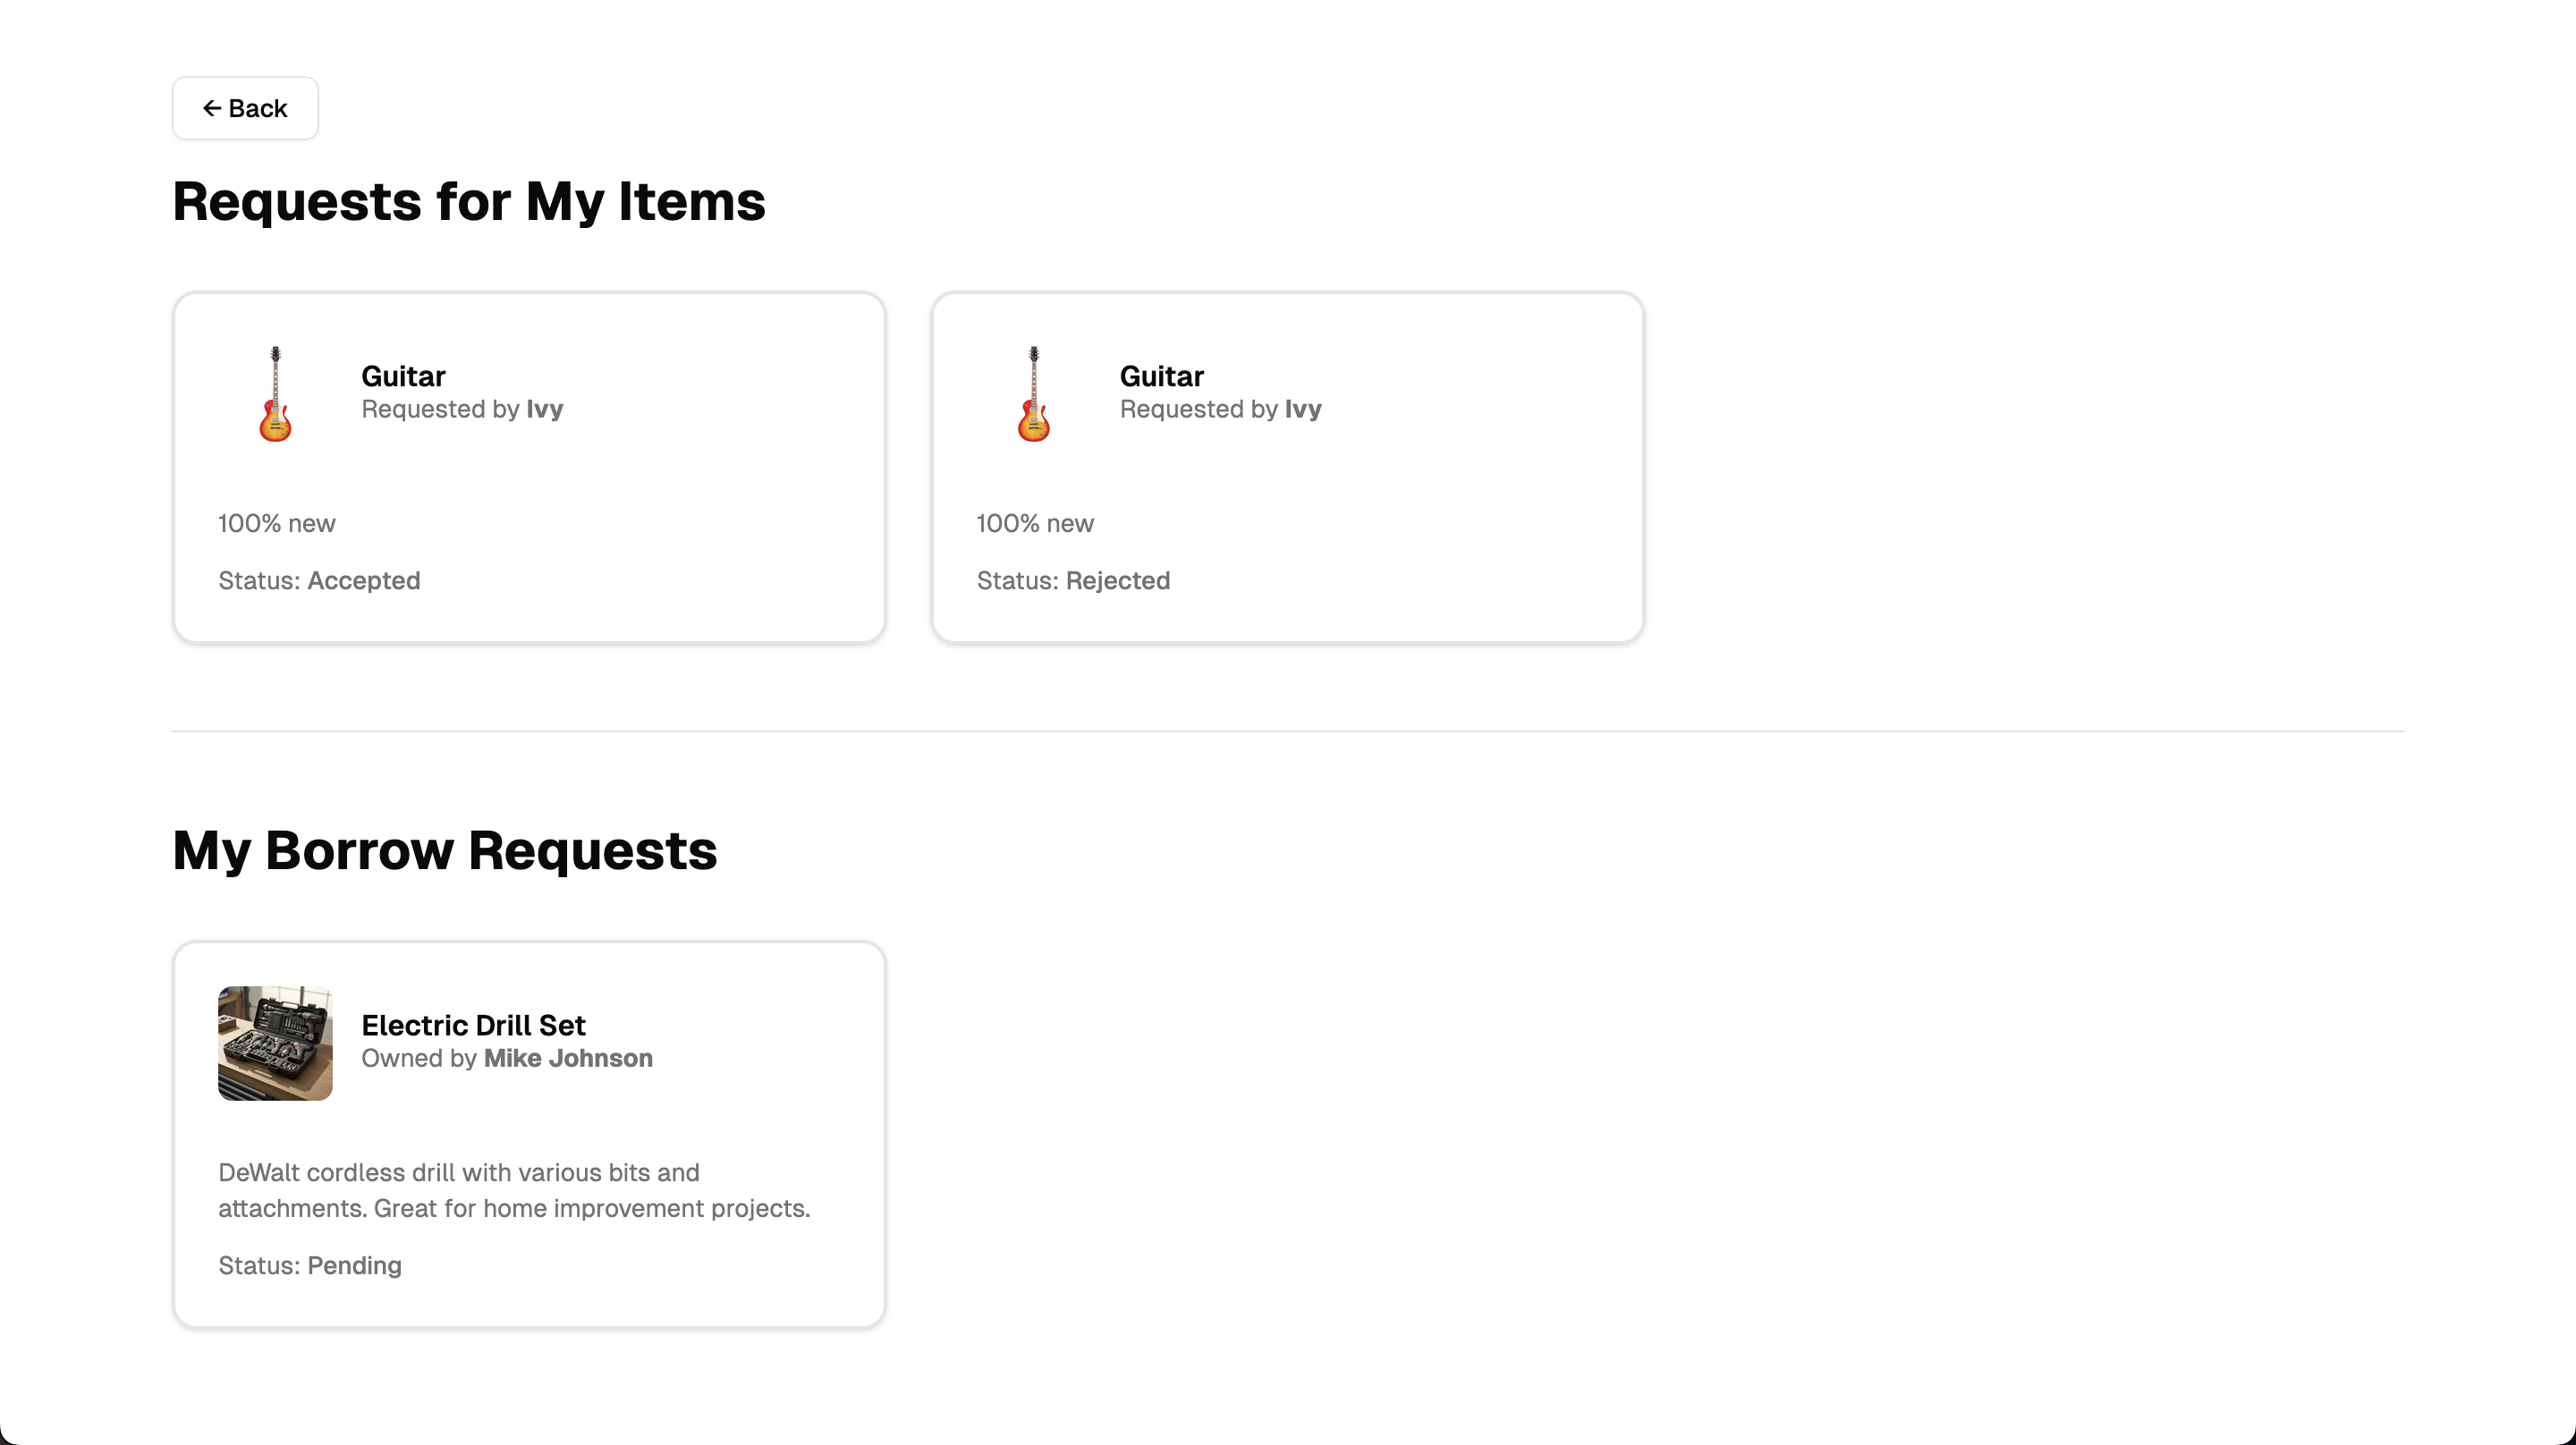 ← Back
Requests for My Items
Guitar
Requested by Ivy
100% new
Status: Accepted
Guitar
Requested by Ivy
100% new
Status: Rejected
My Borrow Requests
Electric Drill Set
Owned by Mike Johnson
DeWalt cordless drill with various bits and
attachments. Great for home improvement projects.
Status: Pending